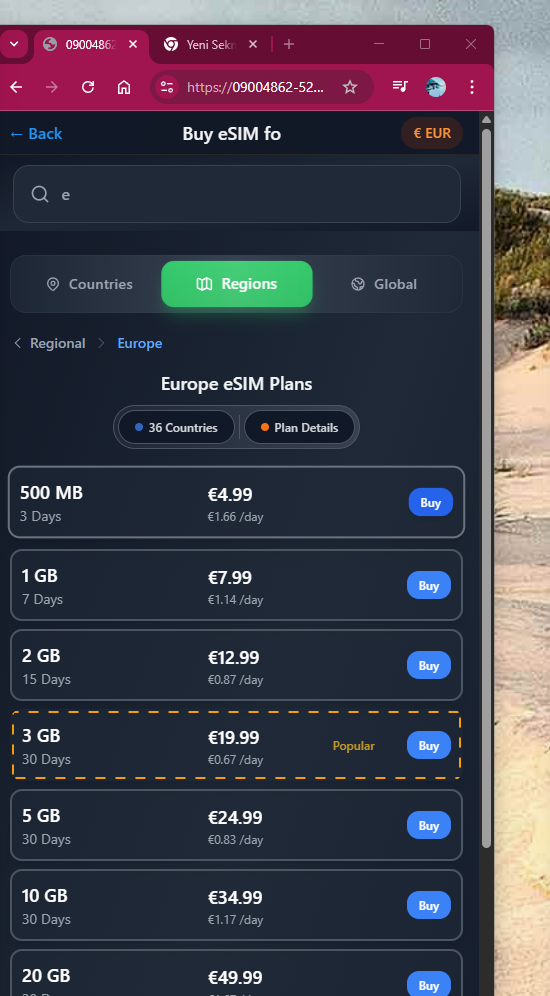 09004862
Yeni Sekm
https://09004862-52...
← Back
Buy eSIM fo
€ EUR
e
Countries
Regions
Global
Regional
Europe
Europe eSIM Plans
36 Countries
Plan Details
500 MB
€4.99
3 Days
€1.66 /day
Buy
1 GB
€7.99
7 Days
€1.14 /day
Buy
2 GB
€12.99
15 Days
€0.87 /day
Buy
3 GB
€19.99
30 Days
€0.67 /day
Popular
Buy
5 GB
€24.99
30 Days
€0.83 /day
Buy
10 GB
€34.99
30 Days
€1.17 /day
Buy
20 GB
€49.99
Buy